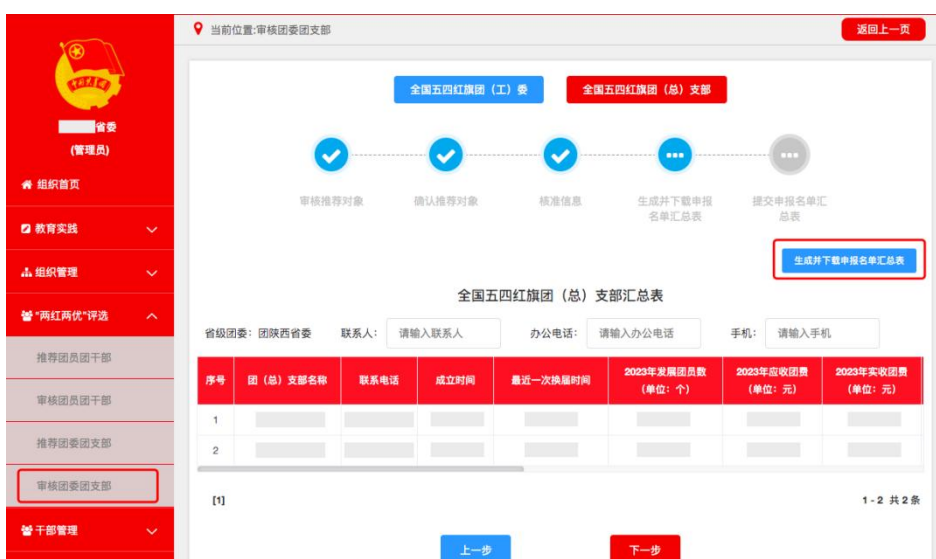 当前位置:审核团委团支部
返回上一页
省委
(管理员)
组织首页
教育实践
组织管理
“两红两优”评选
推荐团员团干部
审核团员团干部
推荐团委团支部
审核团委团支部
干部管理
全国五四红旗团（工）委
全国五四红旗团（总）支部
审核推荐对象
确认推荐对象
核准信息
生成并下载申报
名单汇总表
提交申报名单汇
总表
生成并下载申报名单汇总表
全国五四红旗团（总）支部汇总表
省级团委：团陕西省委 联系人： 请输入联系人 办公电话： 请输入办公电话 手机： 请输入手机
序号 团（总）支部名称 联系电话 成立时间 最近一次换届时间 2023年发展团员数 （单位：个） 2023年应收团费 （单位：元） 2023年实收团费 （单位：元）
1
2
[1]
1 - 2 共 2 条
上一步
下一步